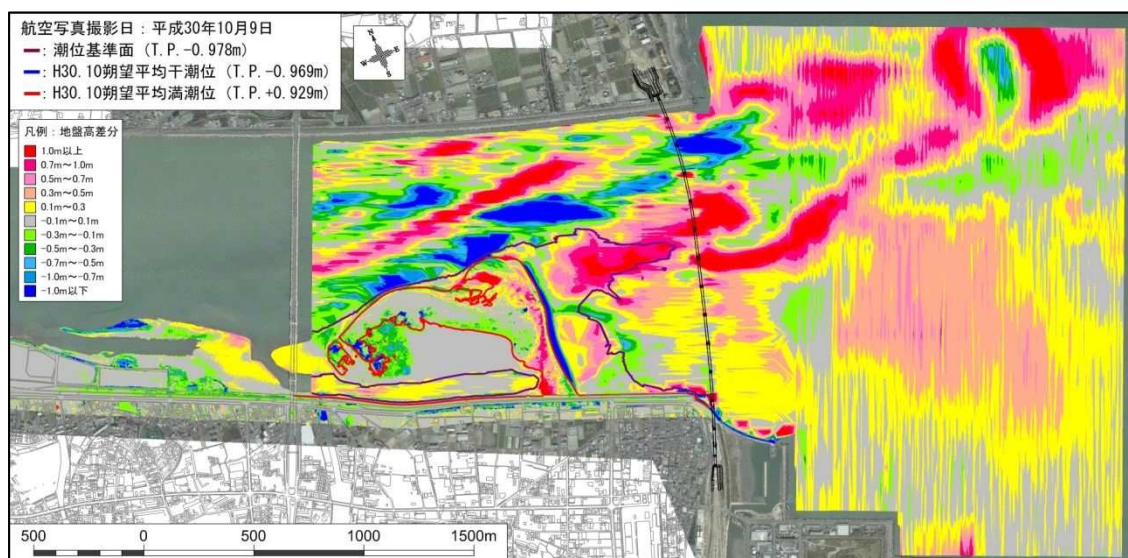 航空写真撮影日：平成30年10月9日
―：潮位基準面（T.P.-0.978m）
―：H30.10朔望平均干潮位（T.P.-0.969m）
―：H30.10朔望平均満潮位（T.P.+0.929m）
N
E
W
S
凡例：地盤高差分
1.0m以上
0.7m～1.0m
0.5m～0.7m
0.3m～0.5m
0.1m～0.3
-0.1m～0.1m
-0.3m～-0.1m
-0.5m～-0.3m
-0.7m～-0.5m
-1.0m～-0.7m
-1.0m以下
500 0 500 1000 1500m